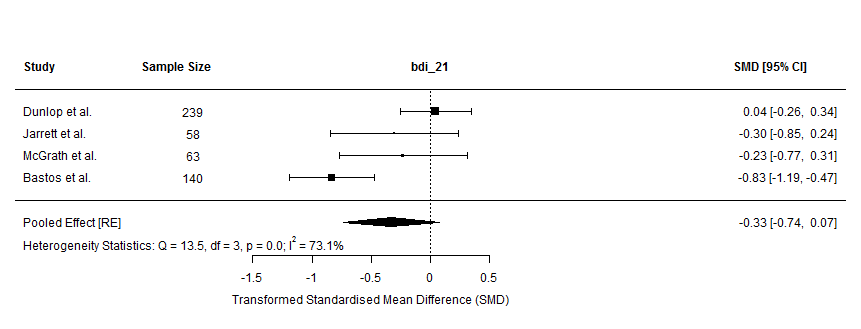 Study Sample Size bdi_21 SMD [95% CI]
Dunlop et al. 239 0.04 [-0.26, 0.34]
Jarrett et al. 58 -0.30 [-0.85, 0.24]
McGrath et al. 63 -0.23 [-0.77, 0.31]
Bastos et al. 140 -0.83 [-1.19, -0.47]
Pooled Effect [RE] -0.33 [-0.74, 0.07]
Heterogeneity Statistics: Q = 13.5, df = 3, p = 0.0; I² = 73.1%
-1.5 -1 -0.5 0 0.5
Transformed Standardised Mean Difference (SMD)